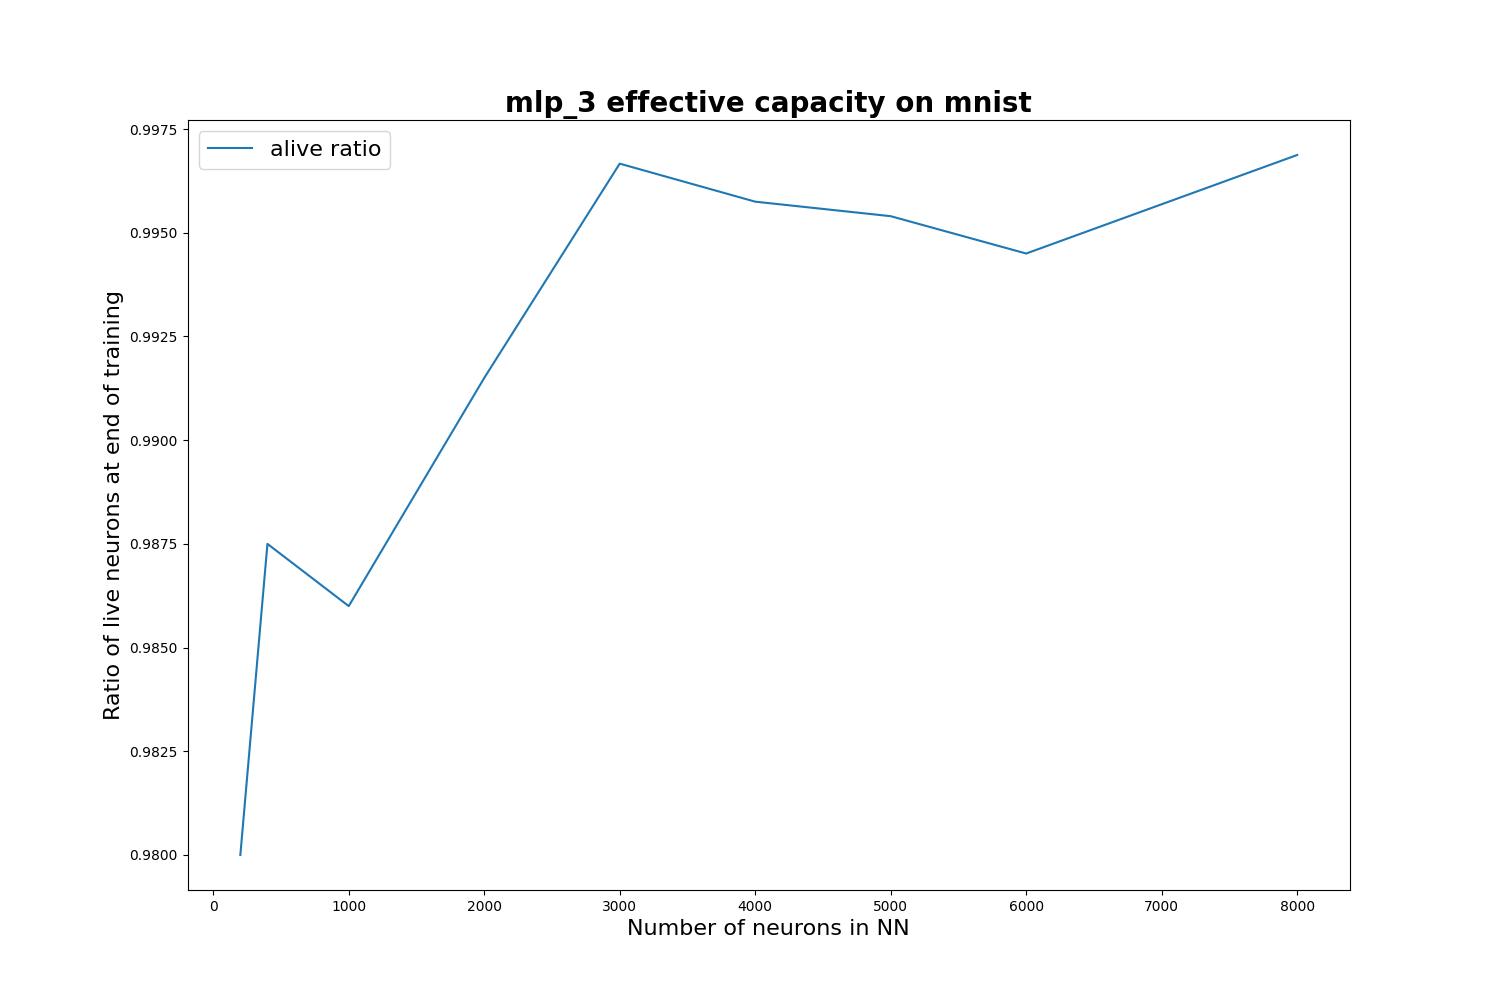 mlp_3 effective capacity on mnist
alive ratio
Ratio of live neurons at end of training
0.9975
0.9950
0.9925
0.9900
0.9875
0.9850
0.9825
0.9800
0 1000 2000 3000 4000 5000 6000 7000 8000
Number of neurons in NN